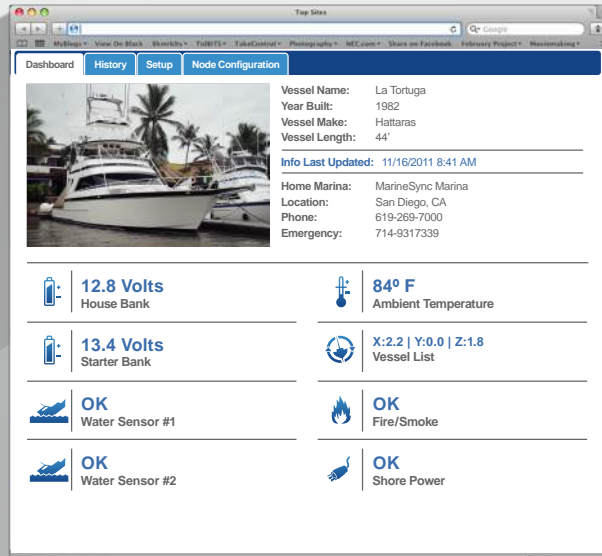 Top Sites
Google
MyBlogs View On Black Bkmrklts TidBITS TakeControl Photography NEC.com Share on Facebook February Project Moviemaking
Dashboard History Setup Node Configuration
Vessel Name: La Tortuga
Year Built: 1982
Vessel Make: Hattaras
Vessel Length: 44'
Info Last Updated: 11/16/2011 8:41 AM
Home Marina: MarineSync Marina
Location: San Diego, CA
Phone: 619-269-7000
Emergency: 714-9317339
12.8 Volts
House Bank
84º F
Ambient Temperature
13.4 Volts
Starter Bank
X:2.2 | Y:0.0 | Z:1.8
Vessel List
OK
Water Sensor #1
OK
Fire/Smoke
OK
Water Sensor #2
OK
Shore Power